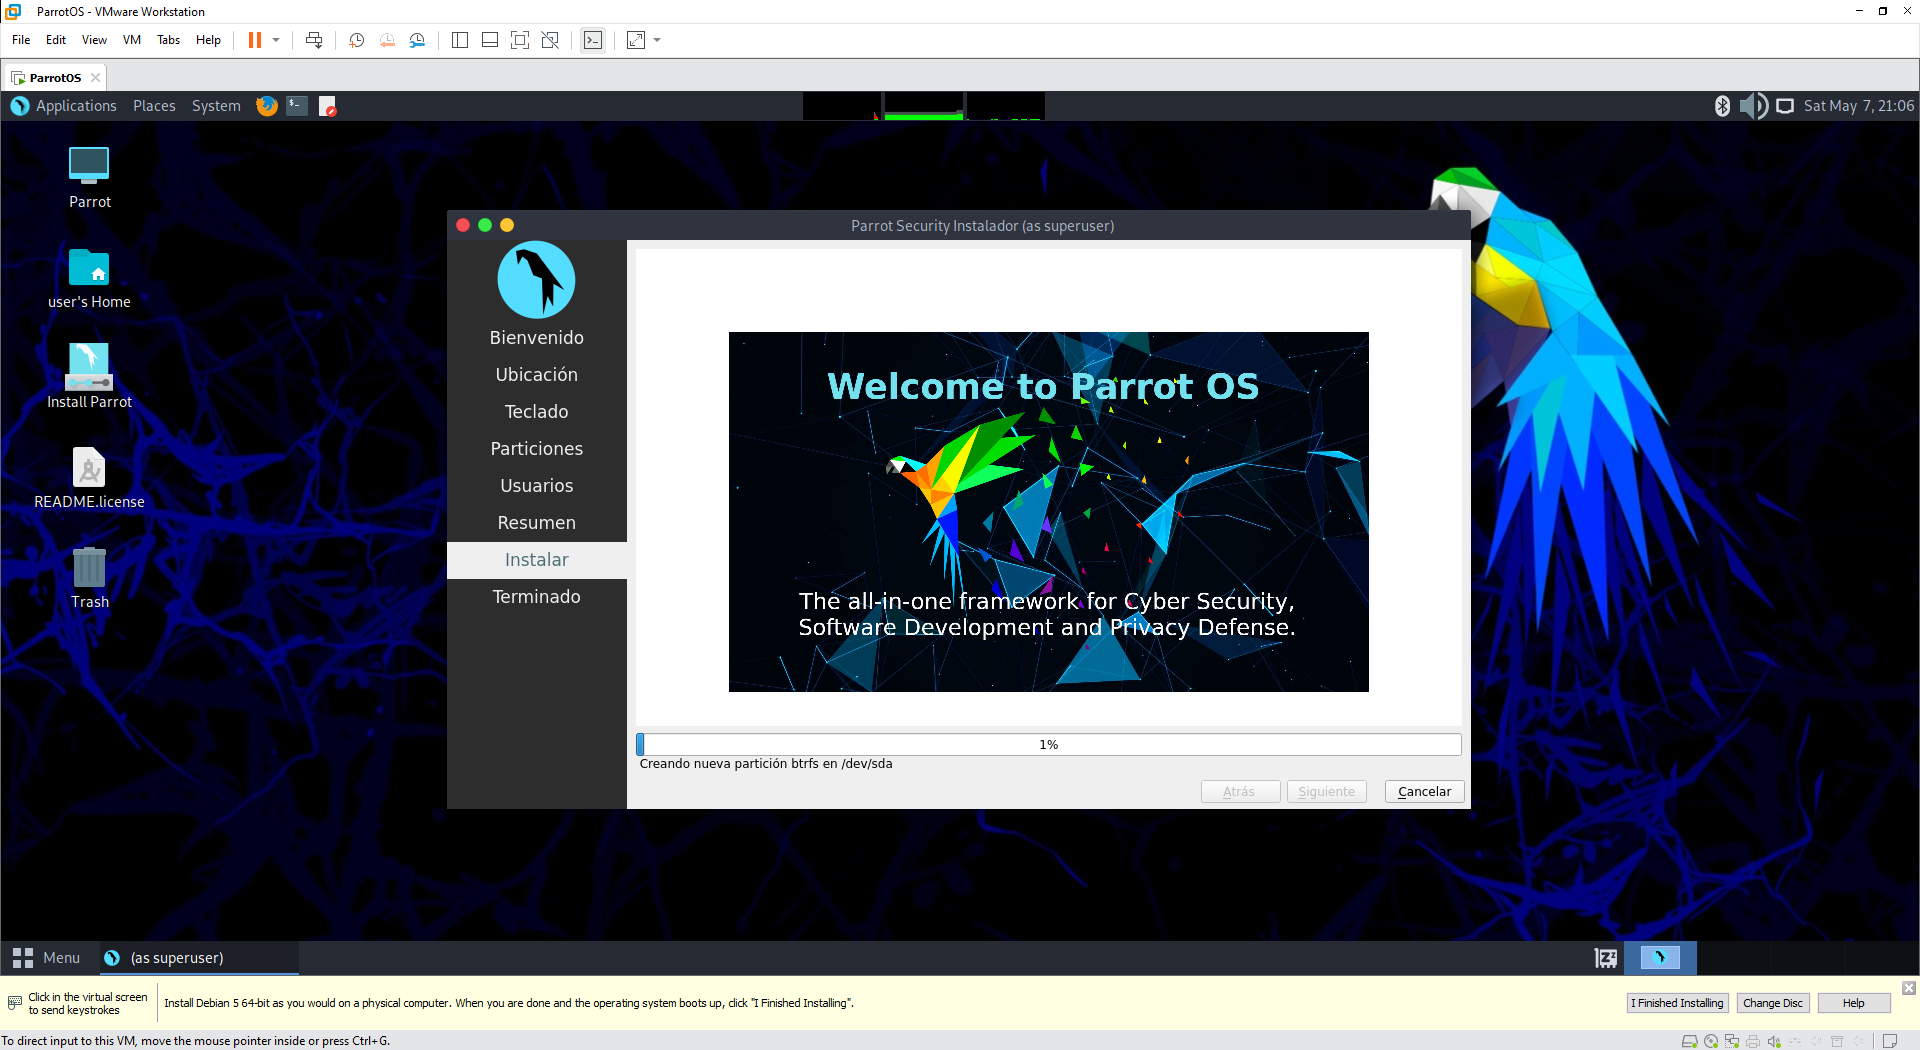 ParrotOS - VMware Workstation
File Edit View VM Tabs Help
ParrotOS
Applications Places System
Sat May 7, 21:06
Parrot
user's Home
Install Parrot
README.license
Trash
Parrot Security Instalador (as superuser)
Bienvenido
Ubicación
Teclado
Particiones
Usuarios
Resumen
Instalar
Terminado
Welcome to Parrot OS
The all-in-one framework for Cyber Security,
Software Development and Privacy Defense.
1%
Creando nueva partición btrfs en /dev/sda
Atrás Siguiente Cancelar
Menu (as superuser)
Click in the virtual screen
to send keystrokes
Install Debian 5 64-bit as you would on a physical computer. When you are done and the operating system boots up, click "I Finished Installing".
I Finished Installing Change Disc Help
To direct input to this VM, move the mouse pointer inside or press Ctrl+G.